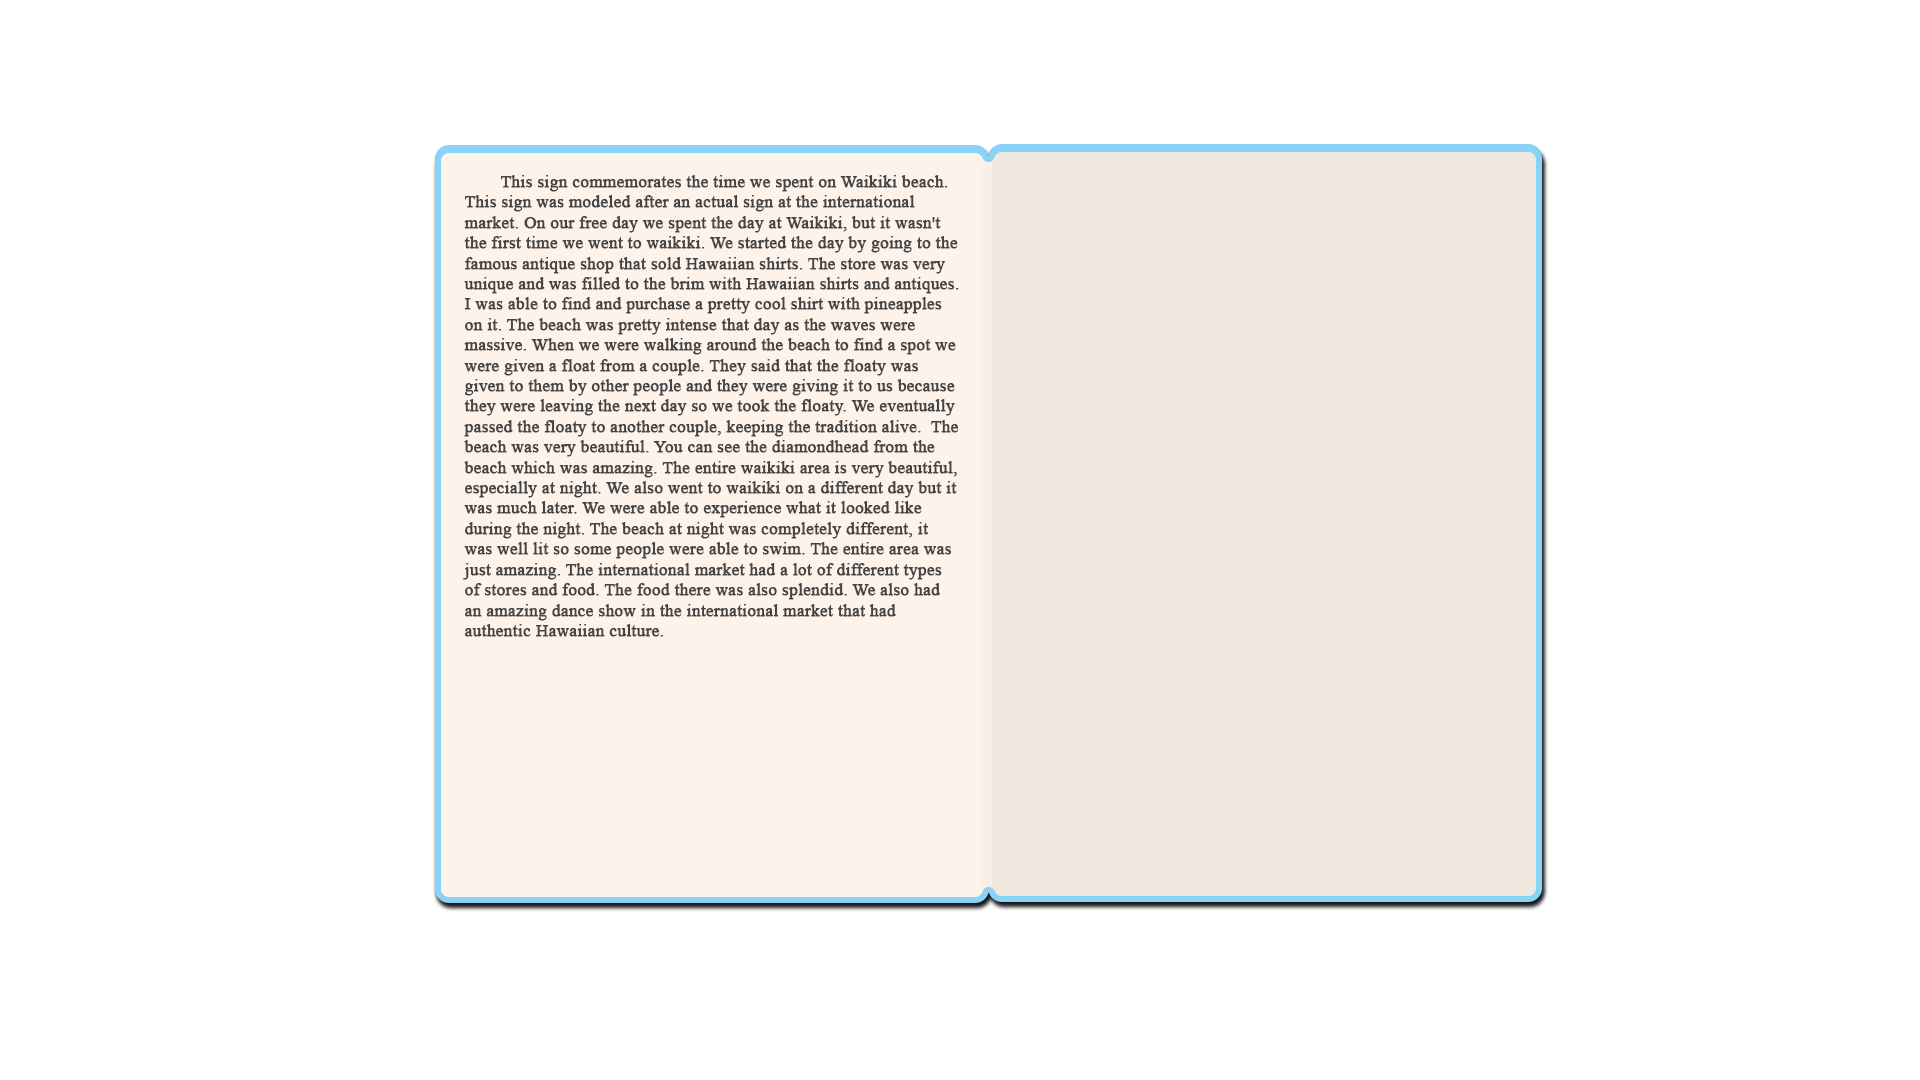 This sign commemorates the time we spent on Waikiki beach.
This sign was modeled after an actual sign at the international
market. On our free day we spent the day at Waikiki, but it wasn't
the first time we went to waikiki. We started the day by going to the
famous antique shop that sold Hawaiian shirts. The store was very
unique and was filled to the brim with Hawaiian shirts and antiques.
I was able to find and purchase a pretty cool shirt with pineapples
on it. The beach was pretty intense that day as the waves were
massive. When we were walking around the beach to find a spot we
were given a float from a couple. They said that the floaty was
given to them by other people and they were giving it to us because
they were leaving the next day so we took the floaty. We eventually
passed the floaty to another couple, keeping the tradition alive.  The
beach was very beautiful. You can see the diamondhead from the
beach which was amazing. The entire waikiki area is very beautiful,
especially at night. We also went to waikiki on a different day but it
was much later. We were able to experience what it looked like
during the night. The beach at night was completely different, it
was well lit so some people were able to swim. The entire area was
just amazing. The international market had a lot of different types
of stores and food. The food there was also splendid. We also had
an amazing dance show in the international market that had
authentic Hawaiian culture.